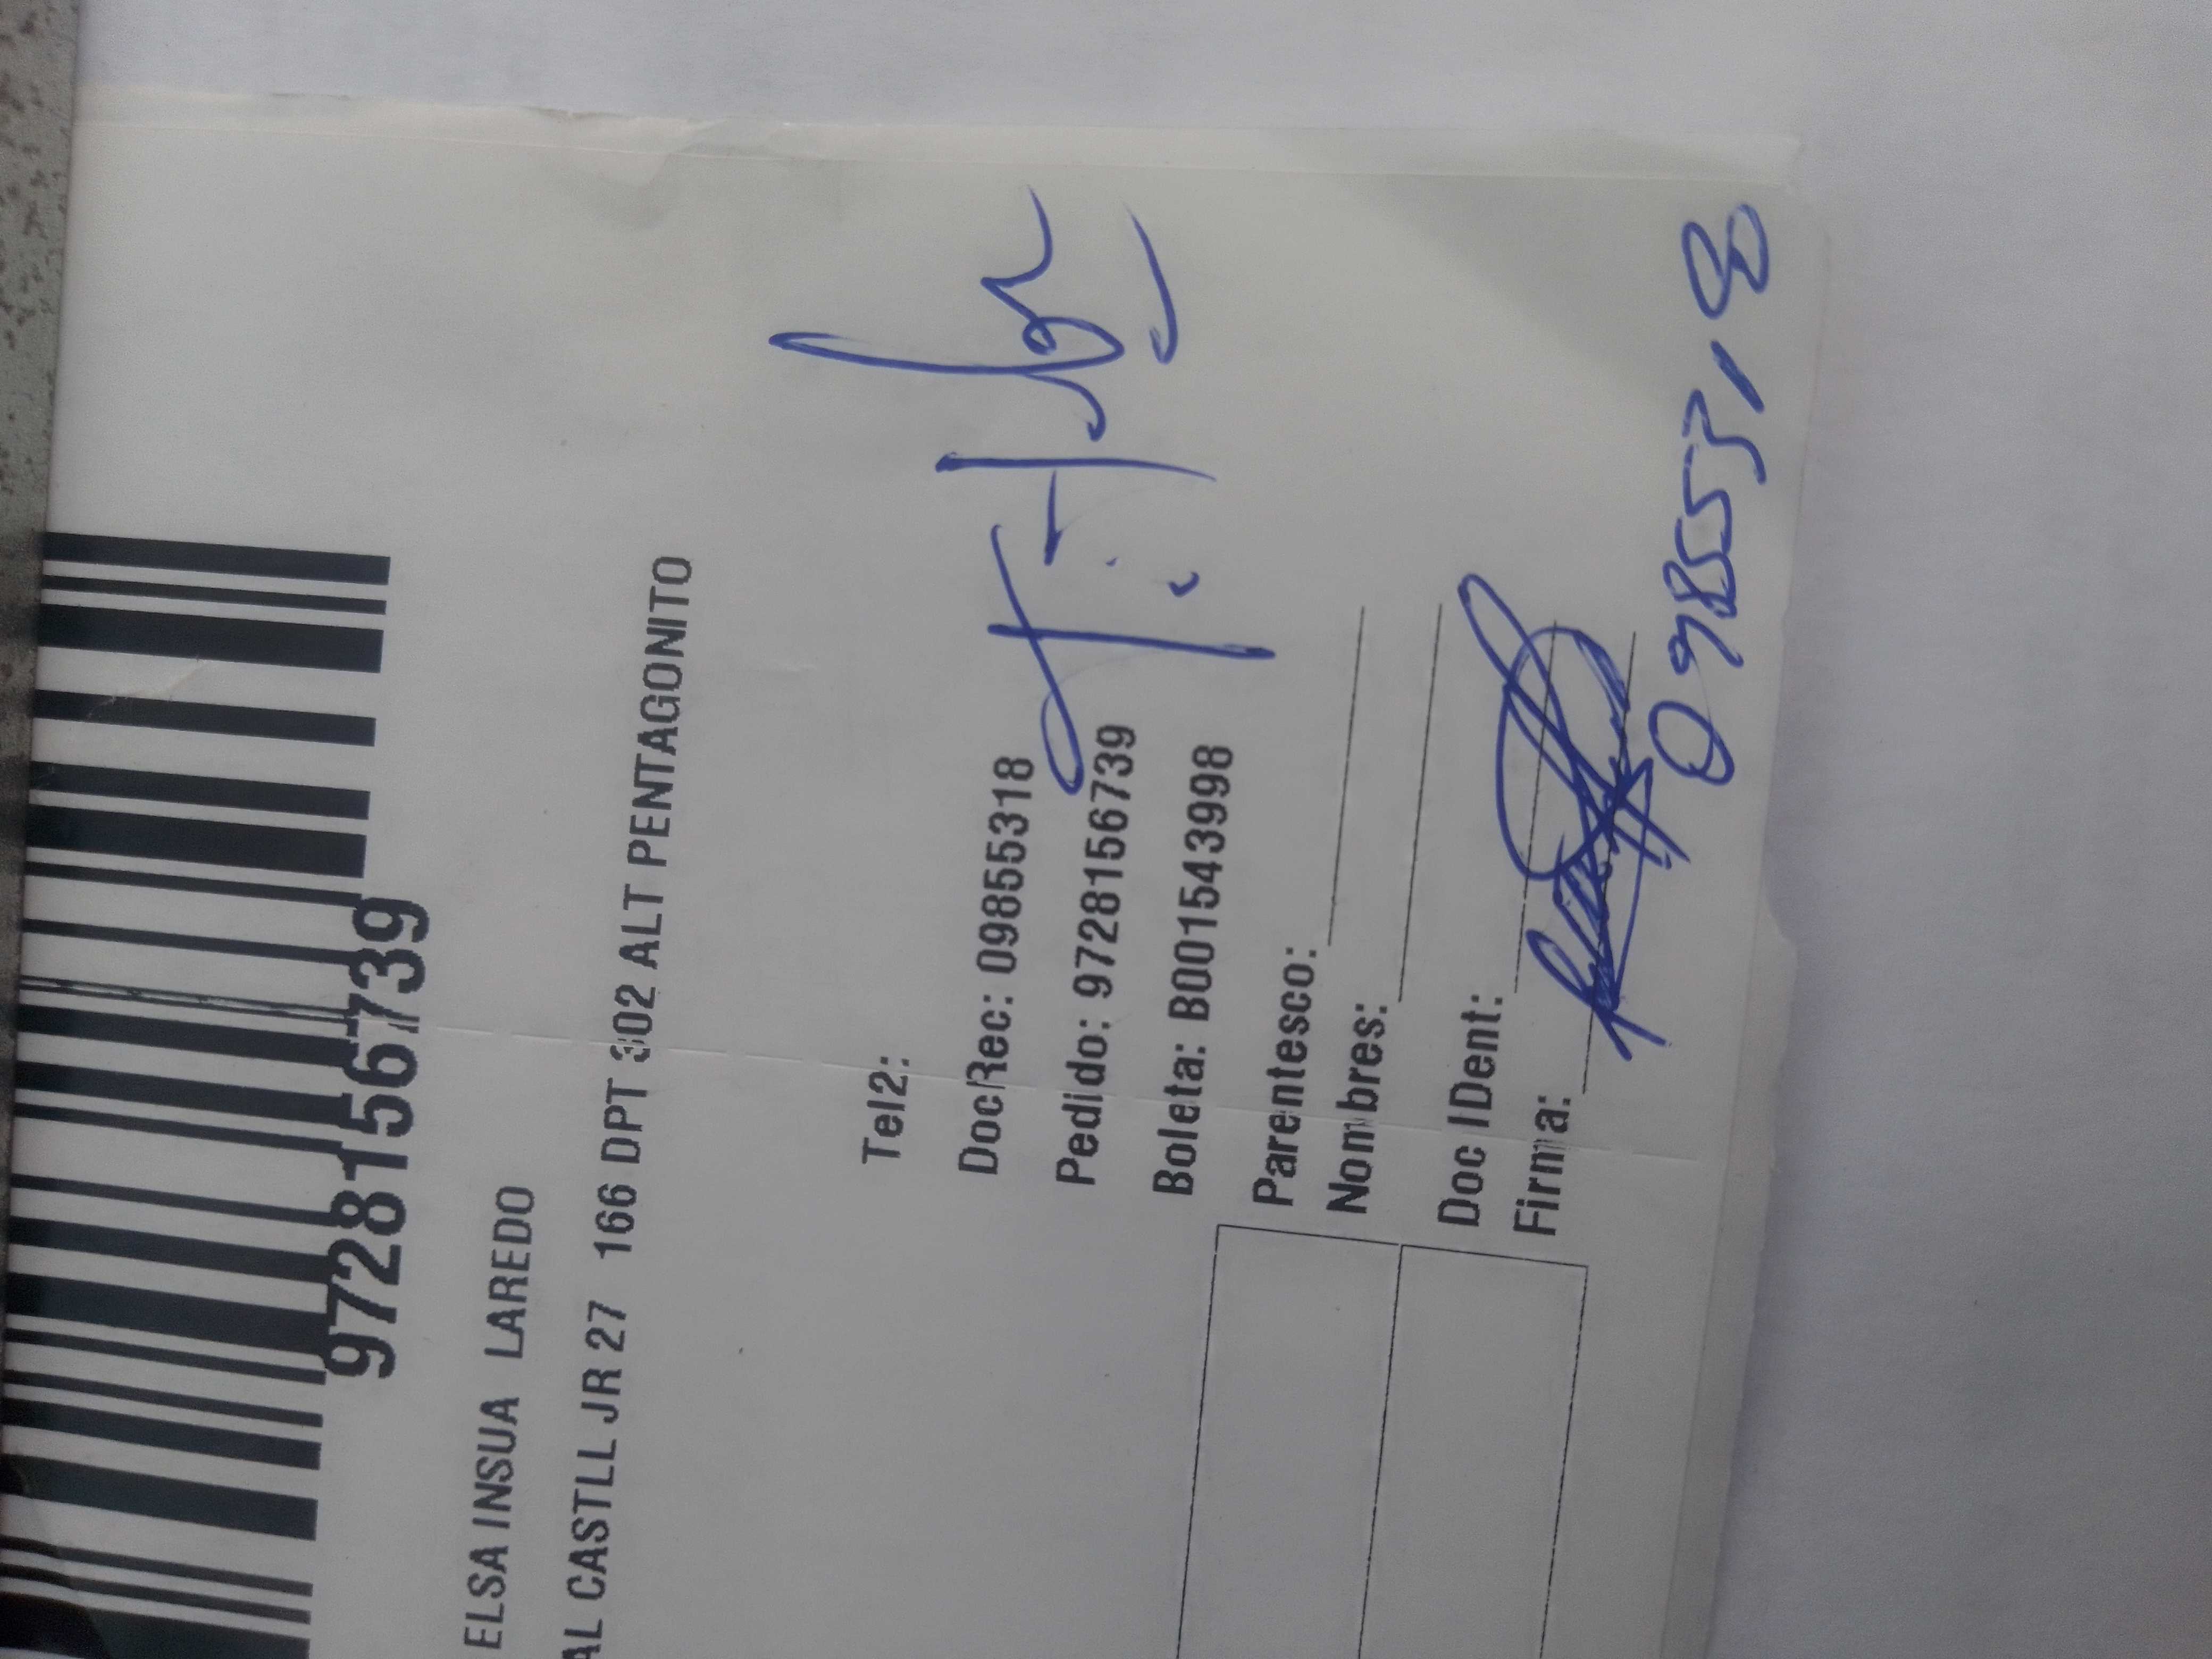 9728156739
ELSA INSUA LAREDO
AL CASTLL JR 27 166 DPT 302 ALT PENTAGONITO
Tel2:
DocRec: 09855318
Pedido: 9728156739
Boleta: B001543998
Parentesco:
Nombres:
Doc IDent:
Firma:
09855318